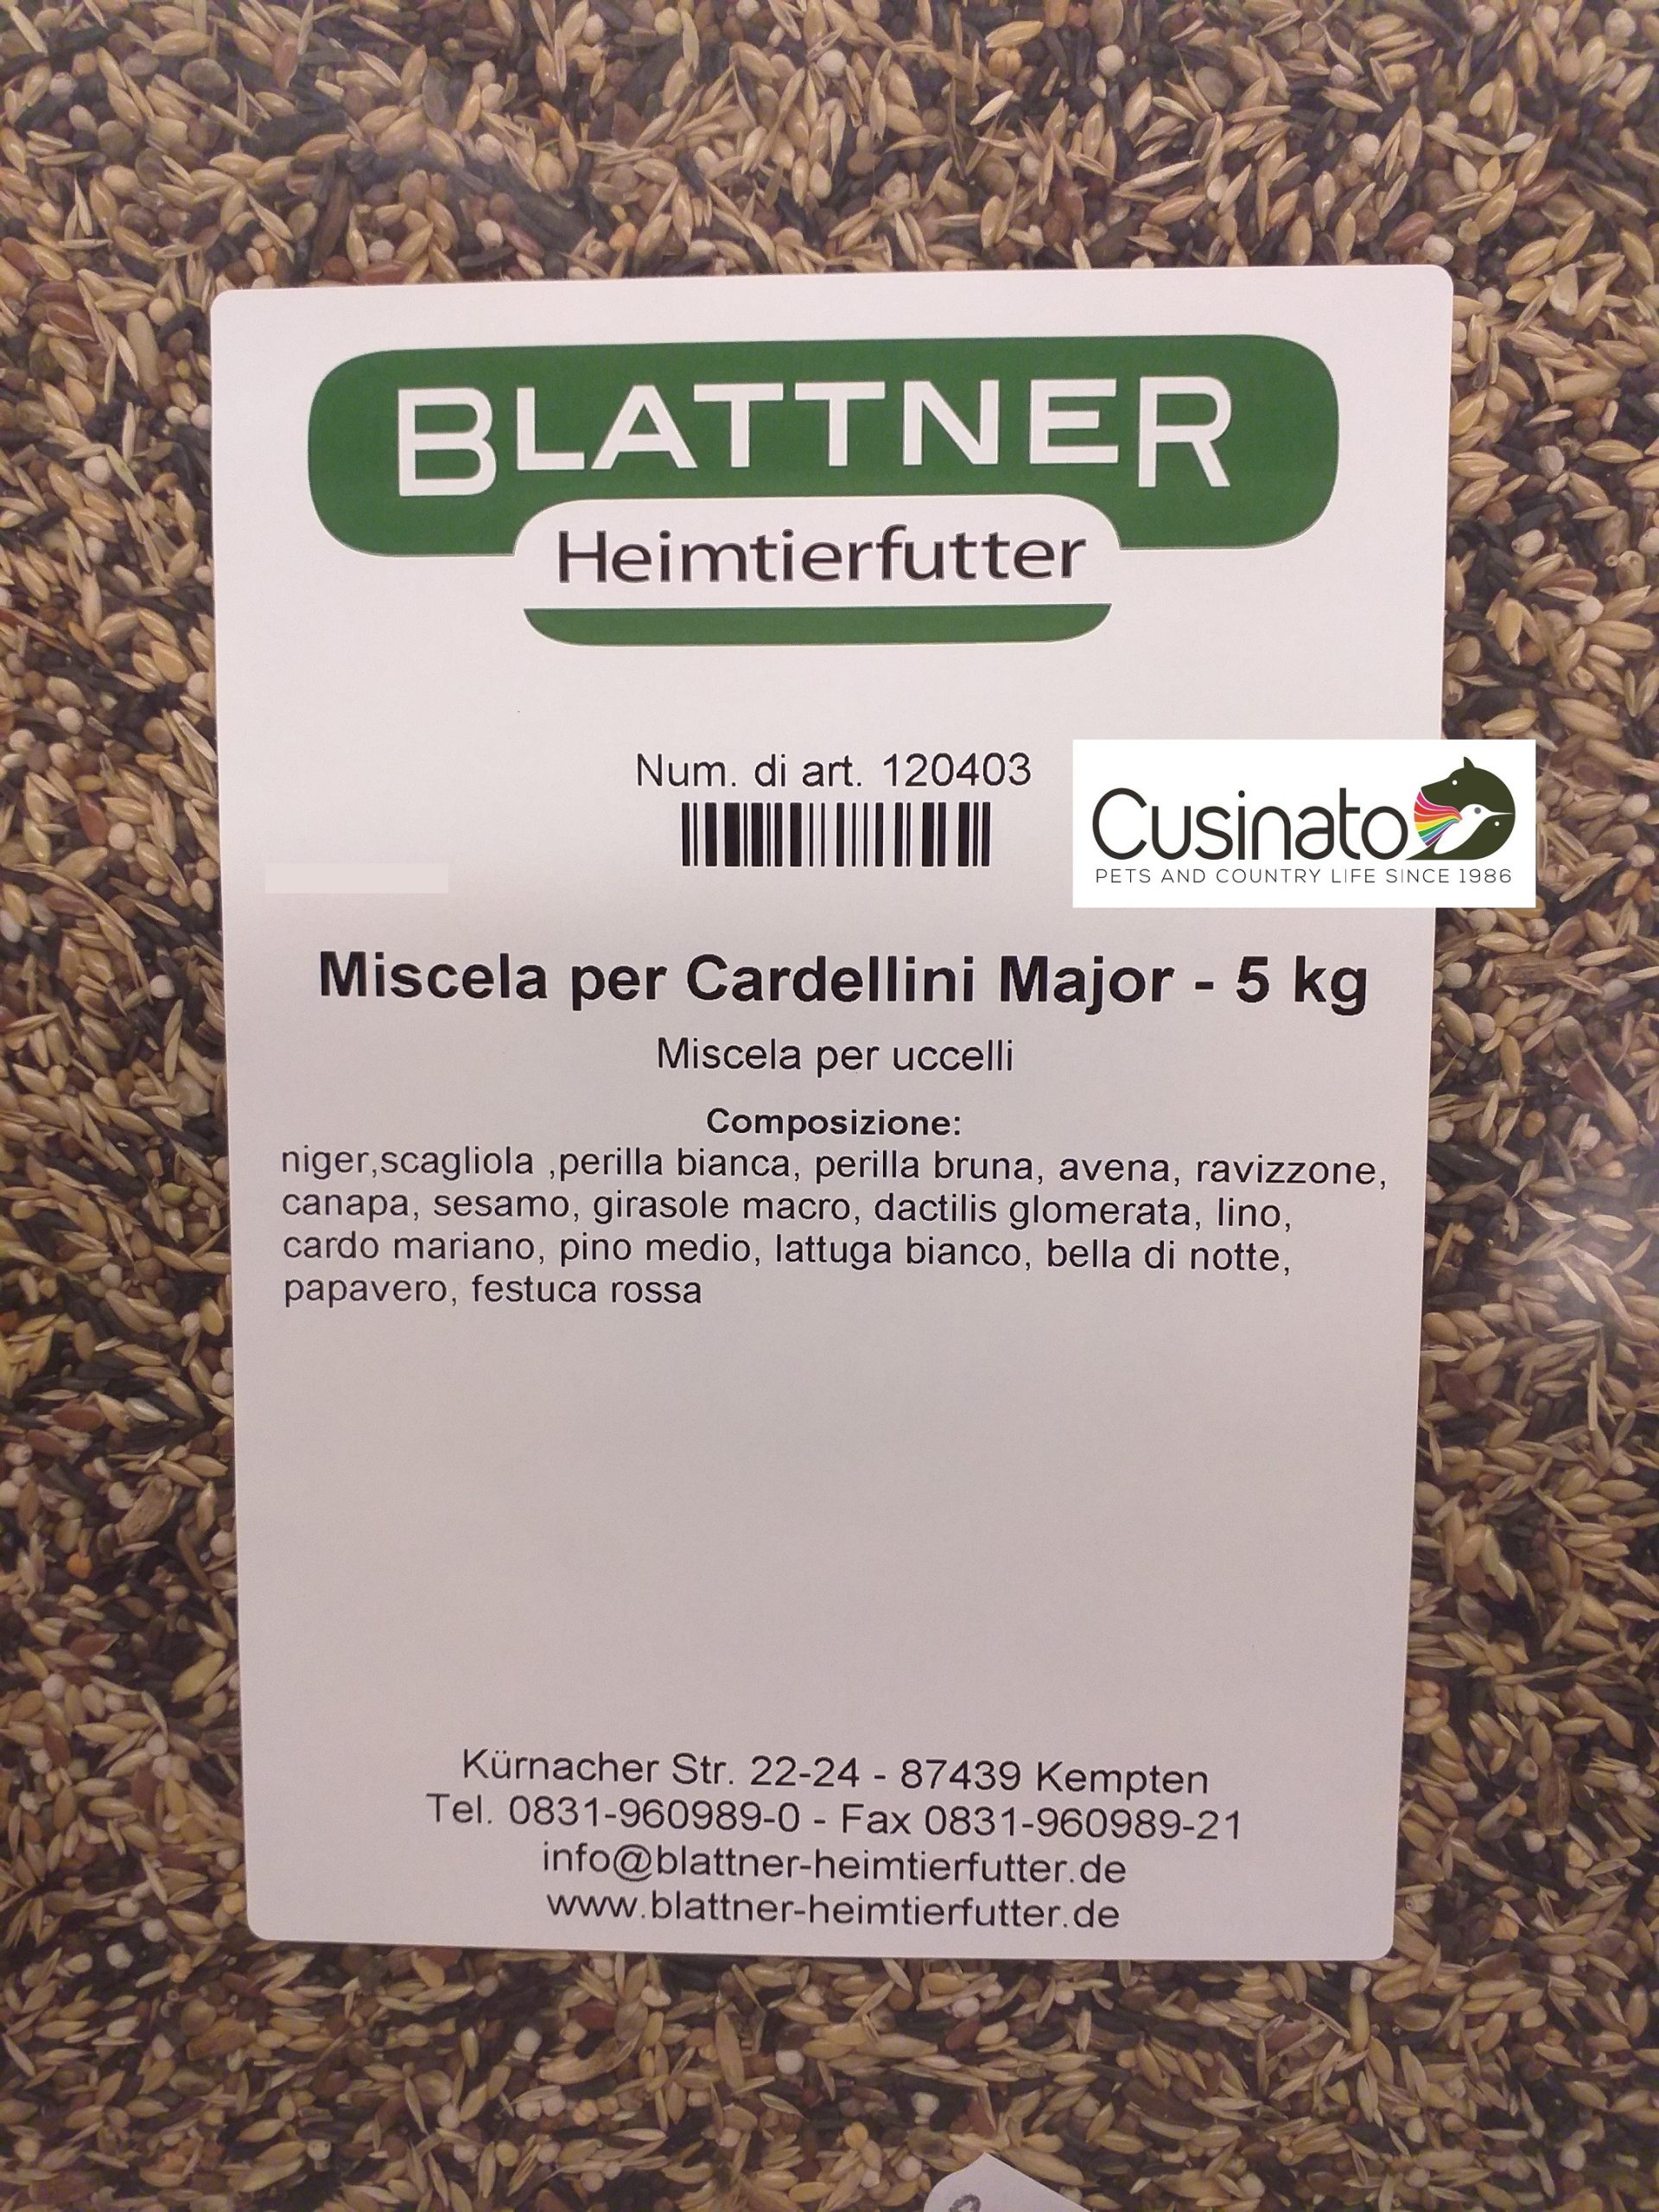 BLATTNER
Heimtierfutter
Num. di art. 120403
Cusinato
PETS AND COUNTRY LIFE SINCE 1986
Miscela per Cardellini Major - 5 kg
Miscela per uccelli
Composizione:
niger,scagliola ,perilla bianca, perilla bruna, avena, ravizzone,
canapa, sesamo, girasole macro, dactilis glomerata, lino,
cardo mariano, pino medio, lattuga bianco, bella di notte,
papavero, festuca rossa
Kürnacher Str. 22-24 - 87439 Kempten
Tel. 0831-960989-0 - Fax 0831-960989-21
info@blattner-heimtierfutter.de
www.blattner-heimtierfutter.de